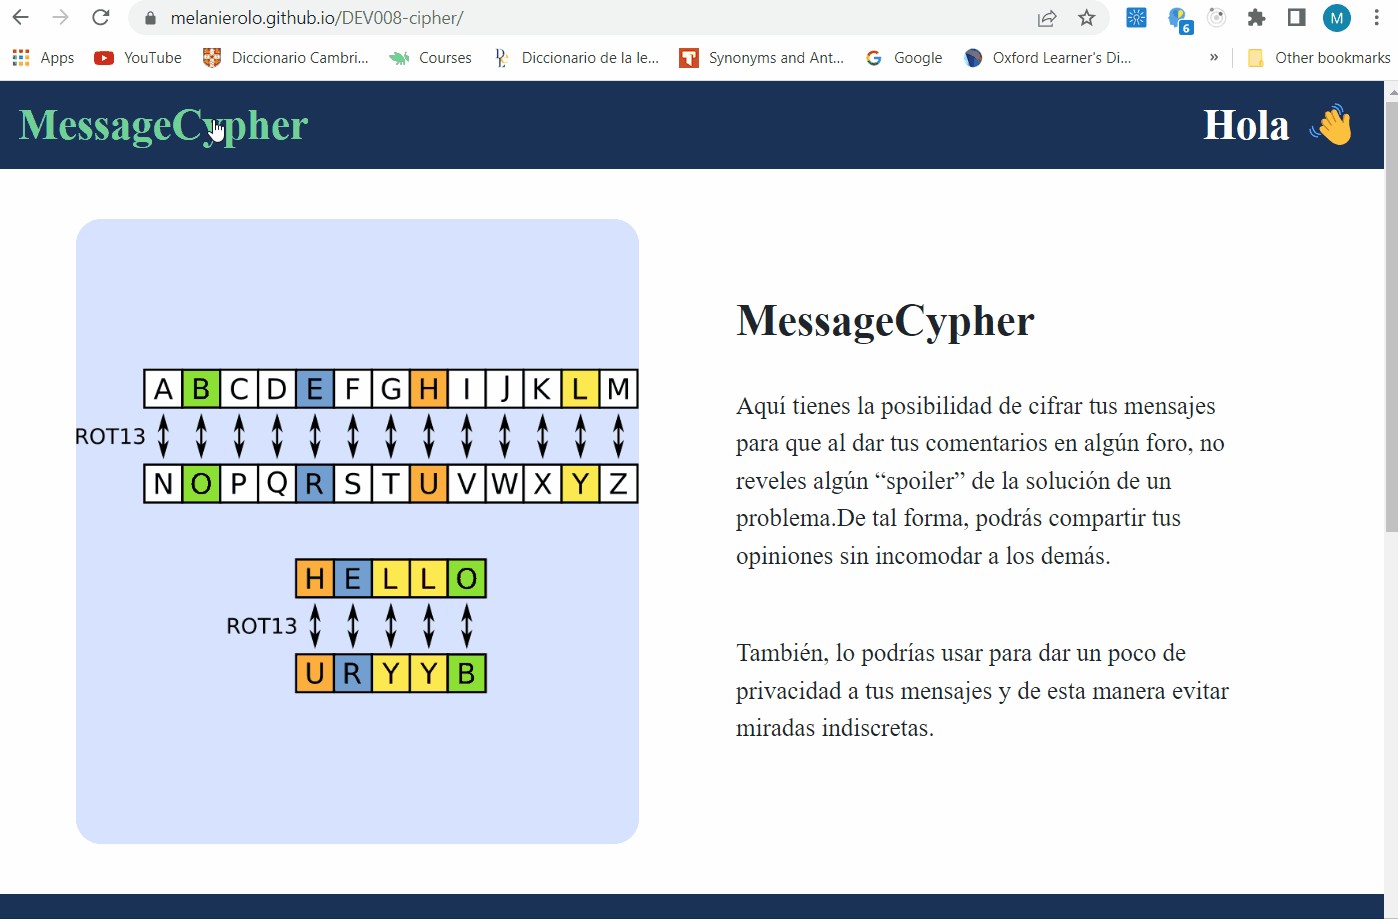 melanierolo.github.io/DEV008-cipher/
6
M
Apps YouTube Diccionario Cambri... Courses Diccionario de la le... Synonyms and Ant... Google Oxford Learner's Di... » Other bookmarks
MessageCypher
Hola
A B C D E F G H I J K L M
ROT13
N O P Q R S T U V W X Y Z
H E L L O
ROT13
U R Y Y B
MessageCypher
Aquí tienes la posibilidad de cifrar tus mensajes
para que al dar tus comentarios en algún foro, no
reveles algún “spoiler” de la solución de un
problema.De tal forma, podrás compartir tus
opiniones sin incomodar a los demás.
También, lo podrías usar para dar un poco de
privacidad a tus mensajes y de esta manera evitar
miradas indiscretas.